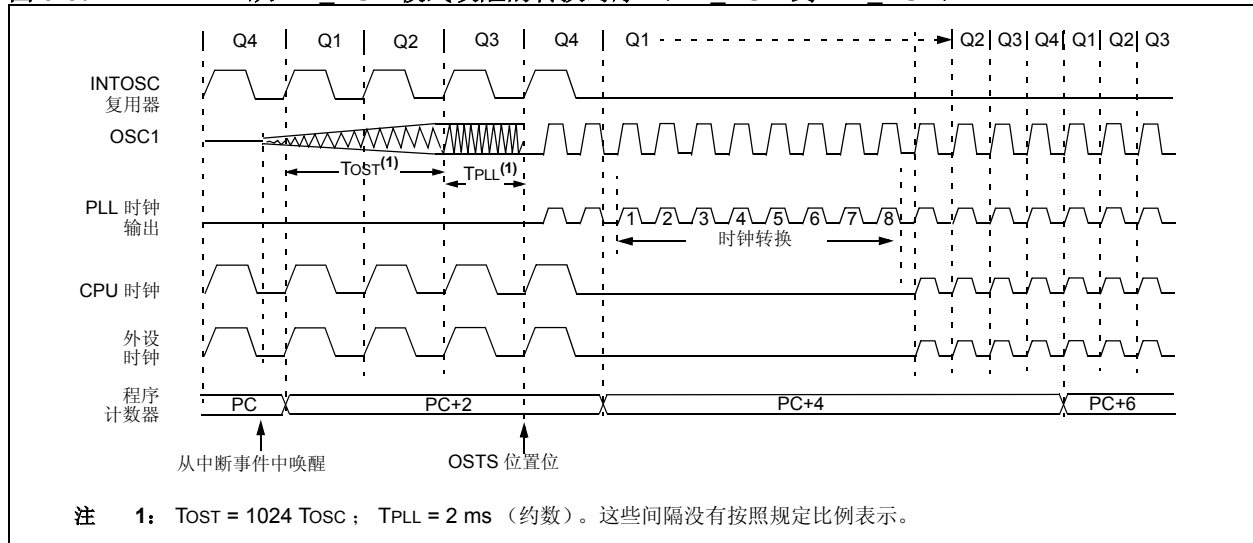 Q4 Q1 Q2 Q3 Q4 Q1 Q2 Q3 Q4 Q1 Q2 Q3
INTOSC
复用器
OSC1
TOST(1)
TPLL(1)
PLL 时钟
输出
1 2 3 4 5 6 7 8
时钟转换
CPU 时钟
外设
时钟
程序
计数器
PC PC+2 PC+4 PC+6
从中断事件中唤醒
OSTS 位置位
注 1： TOST = 1024 TOSC ； TPLL = 2 ms （约数）。这些间隔没有按照规定比例表示。